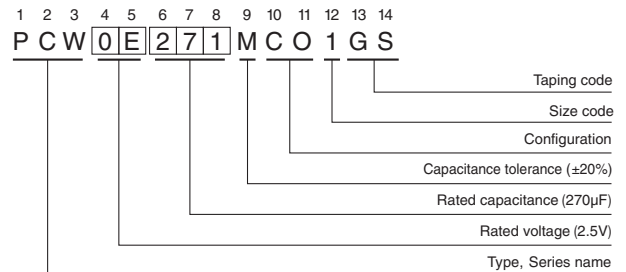 1 2 3 4 5 6 7 8 9 10 11 12 13 14
P C W 0 E 2 7 1 M C O 1 G S
Taping code
Size code
Configuration
Capacitance tolerance (±20%)
Rated capacitance (270µF)
Rated voltage (2.5V)
Type, Series name